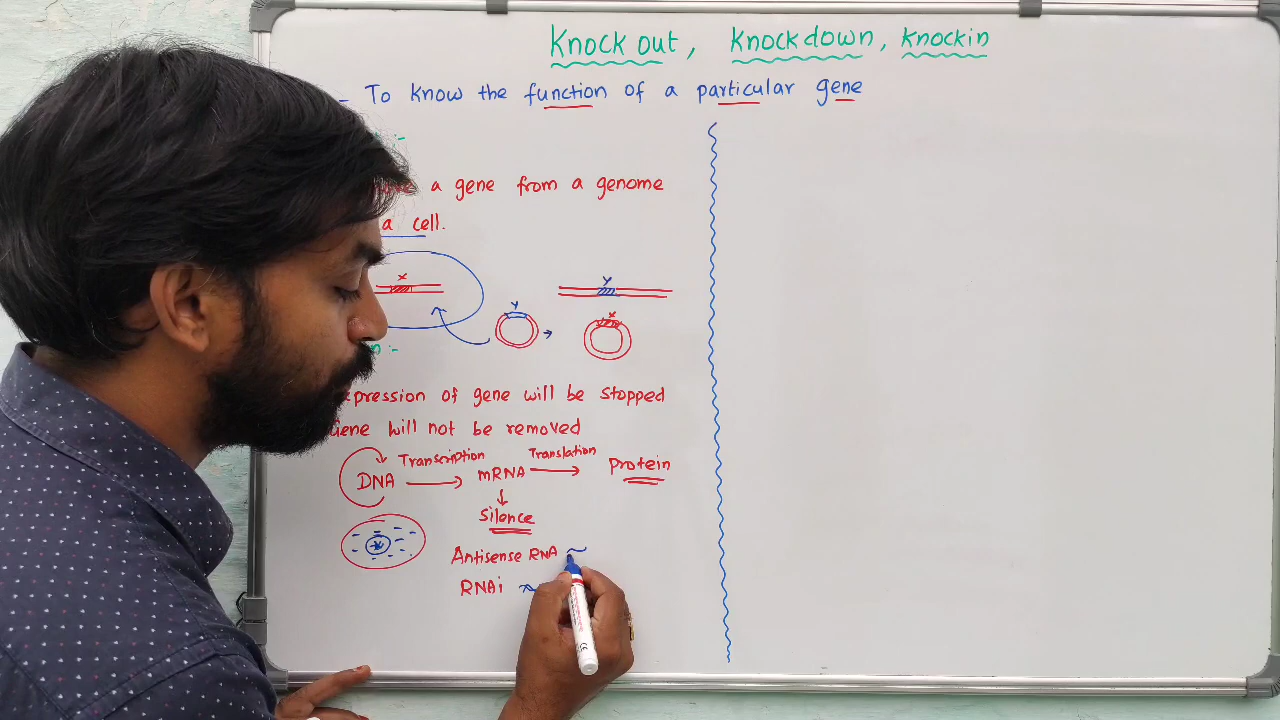 Knock out, Knockdown, Knockin
- To know the function of a particular gene
:-
a gene from a genome
a cell.
x
y
y
x
:-
pression of gene will be stopped
Gene will not be removed
DNA Transcription mRNA Translation Protein
Silence
Antisense RNA
RNAi